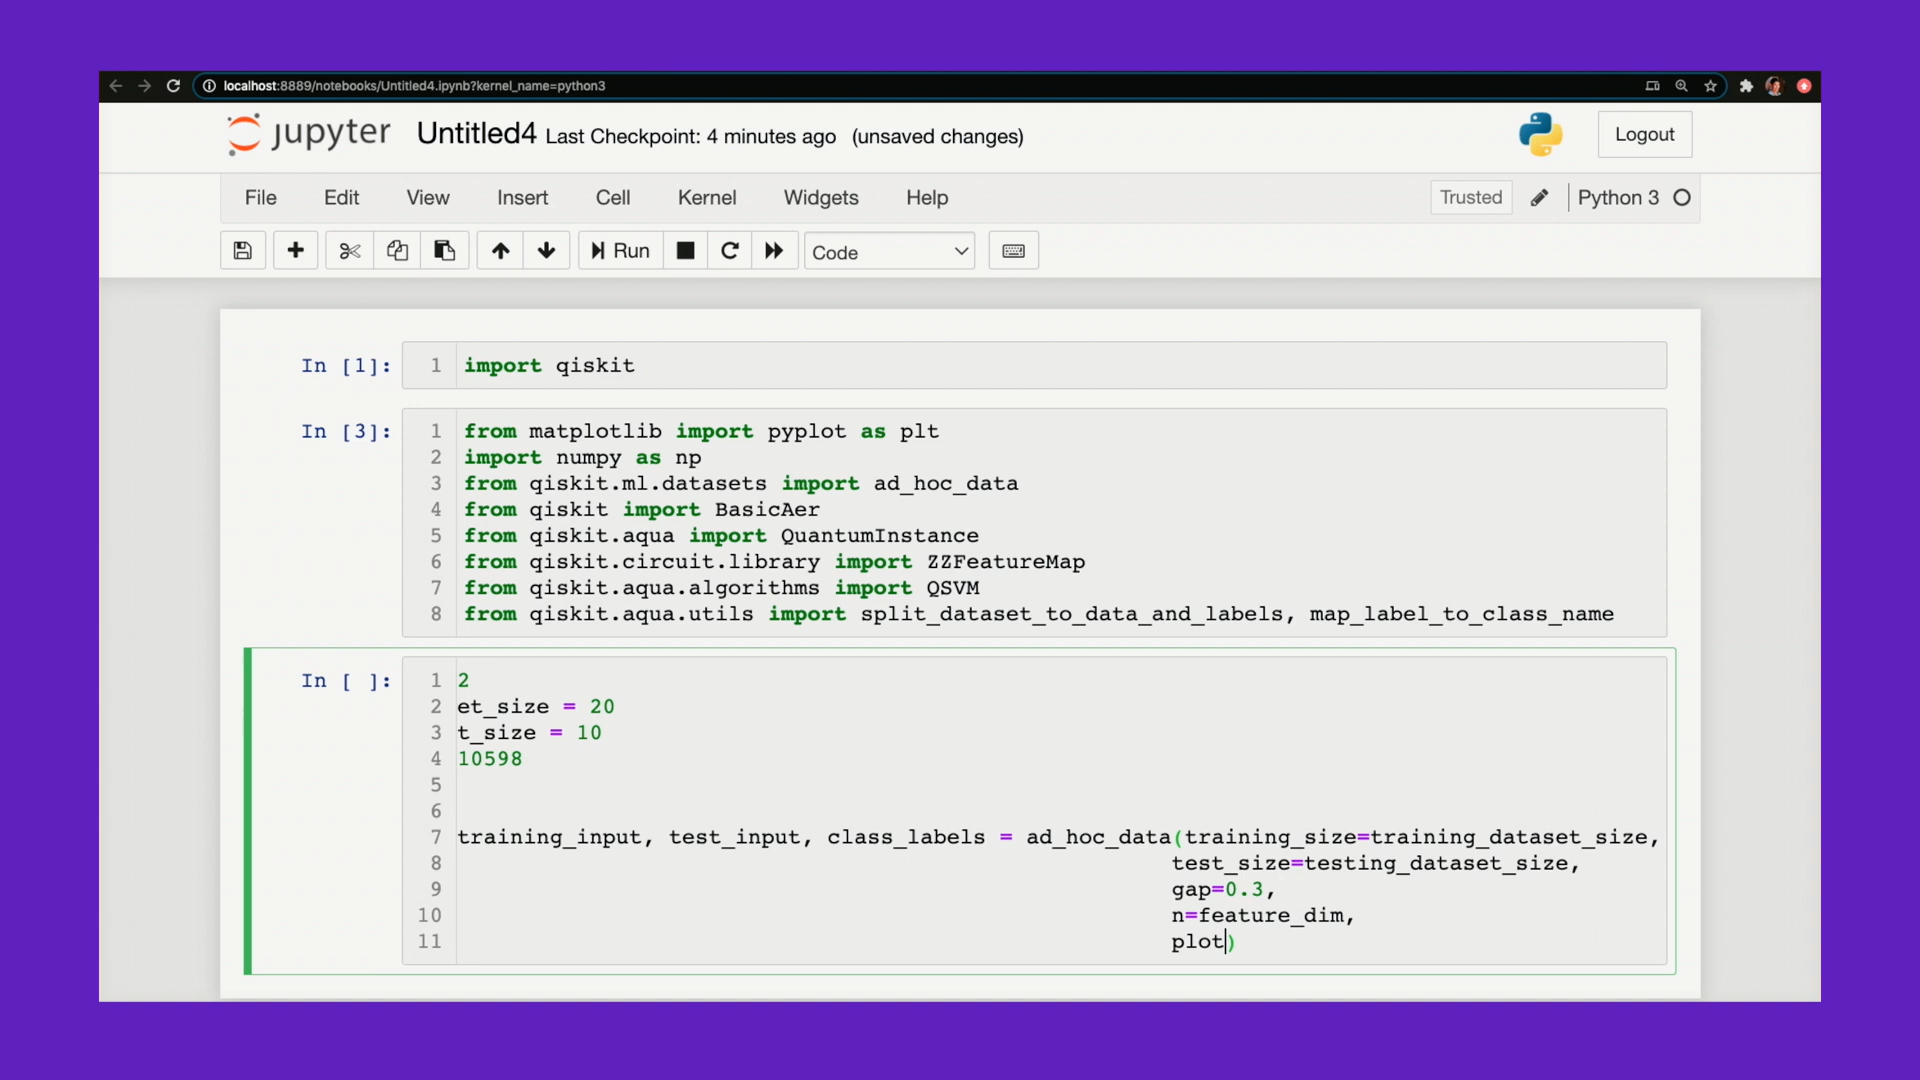 localhost:8889/notebooks/Untitled4.ipynb?kernel_name=python3
jupyter Untitled4 Last Checkpoint: 4 minutes ago (unsaved changes)
Logout
File Edit View Insert Cell Kernel Widgets Help Trusted Python 3
Run Code
In [1]: 1 import qiskit
In [3]: 1 from matplotlib import pyplot as plt
2 import numpy as np
3 from qiskit.ml.datasets import ad_hoc_data
4 from qiskit import BasicAer
5 from qiskit.aqua import QuantumInstance
6 from qiskit.circuit.library import ZZFeatureMap
7 from qiskit.aqua.algorithms import QSVM
8 from qiskit.aqua.utils import split_dataset_to_data_and_labels, map_label_to_class_name
In [ ]: 1 2
2 et_size = 20
3 t_size = 10
4 10598
5
6
7 training_input, test_input, class_labels = ad_hoc_data(training_size=training_dataset_size,
8 test_size=testing_dataset_size,
9 gap=0.3,
10 n=feature_dim,
11 plot)